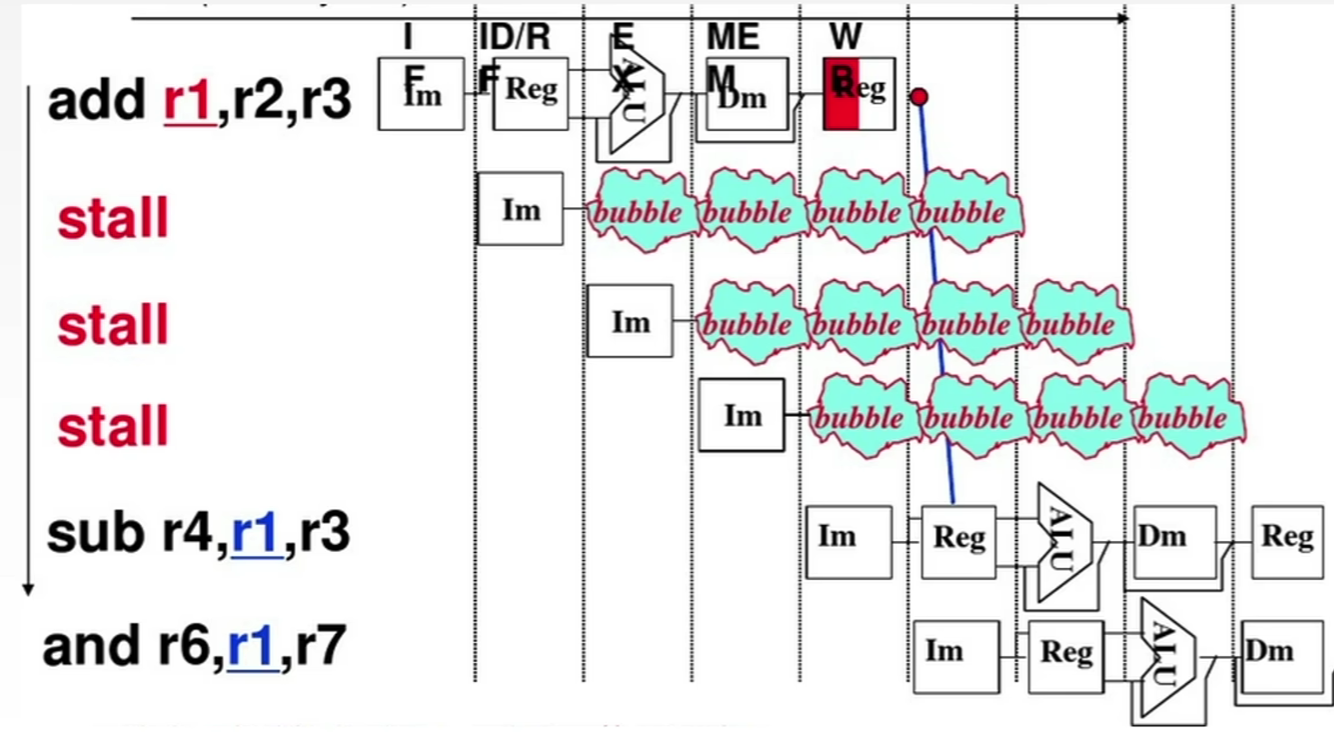 IF ID/RF EX MEM WB
add r1,r2,r3 Im Reg ALU Dm Reg
stall Im bubble bubble bubble bubble
stall Im bubble bubble bubble bubble
stall Im bubble bubble bubble bubble
sub r4,r1,r3 Im Reg ALU Dm Reg
and r6,r1,r7 Im Reg ALU Dm